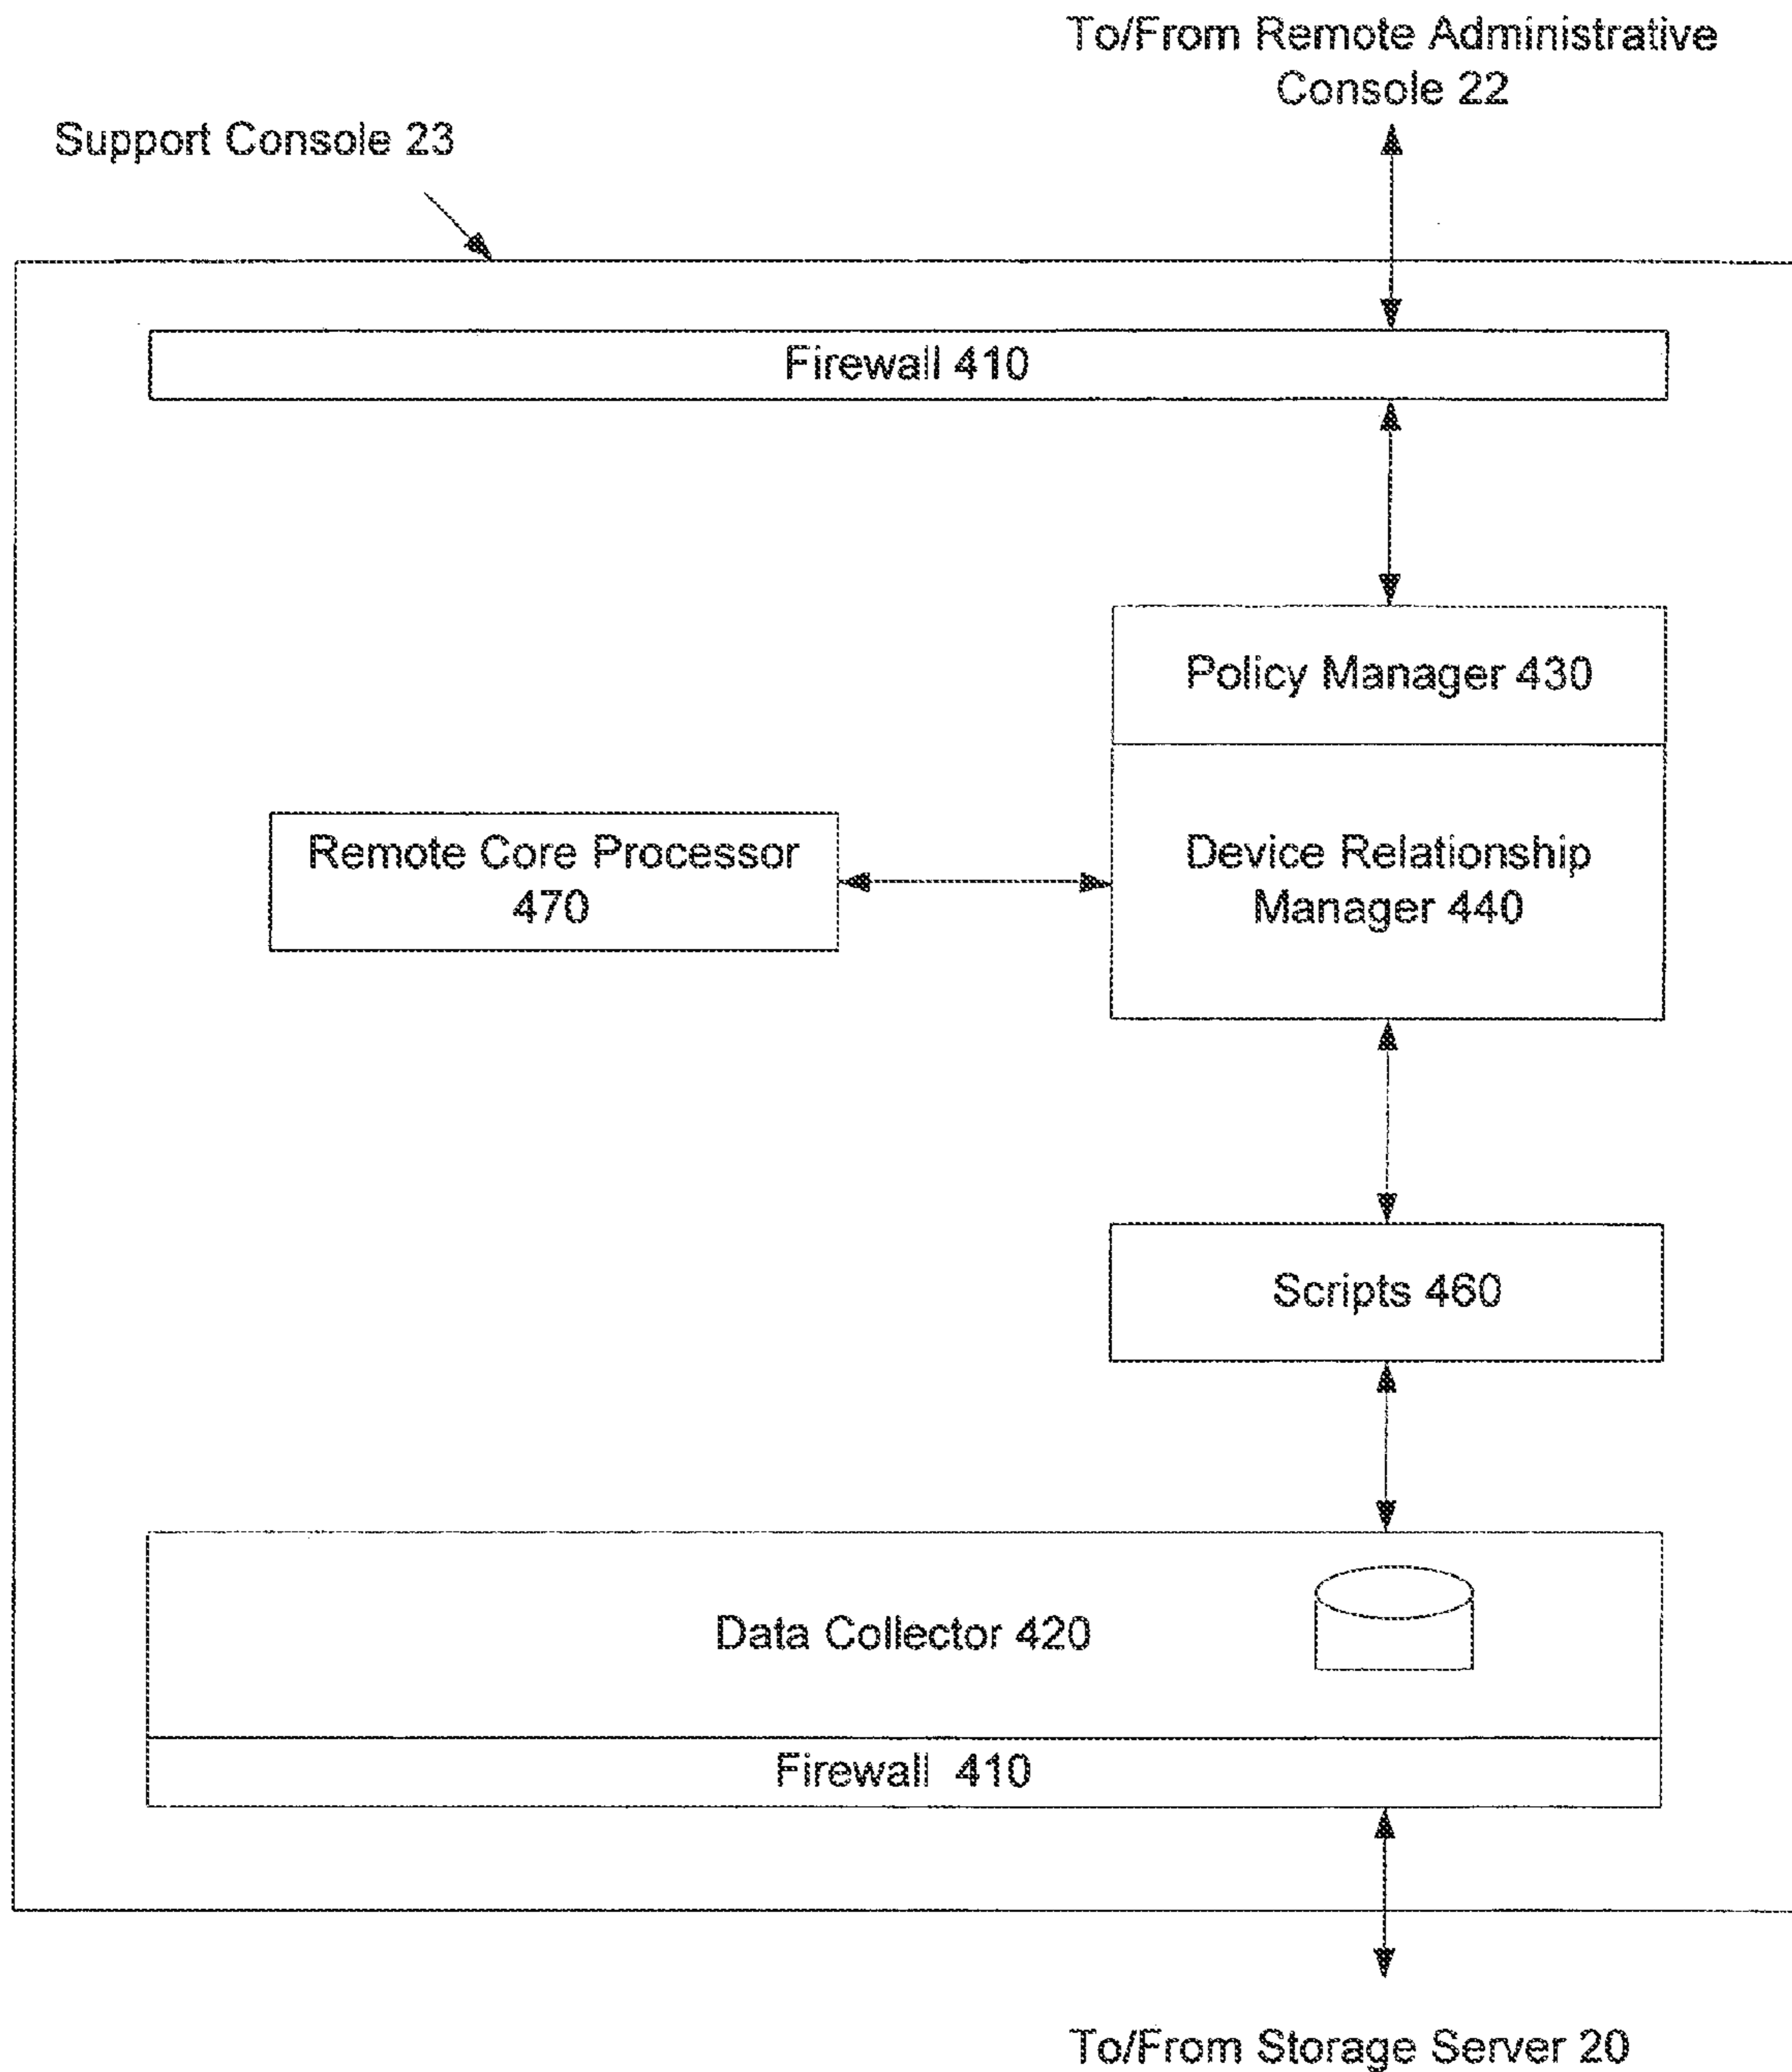 To/From Remote Administrative
Console 22
Support Console 23
Firewall 410
Policy Manager 430
Remote Core Processor
470
Device Relationship
Manager 440
Scripts 460
Data Collector 420
Firewall 410
To/From Storage Server 20